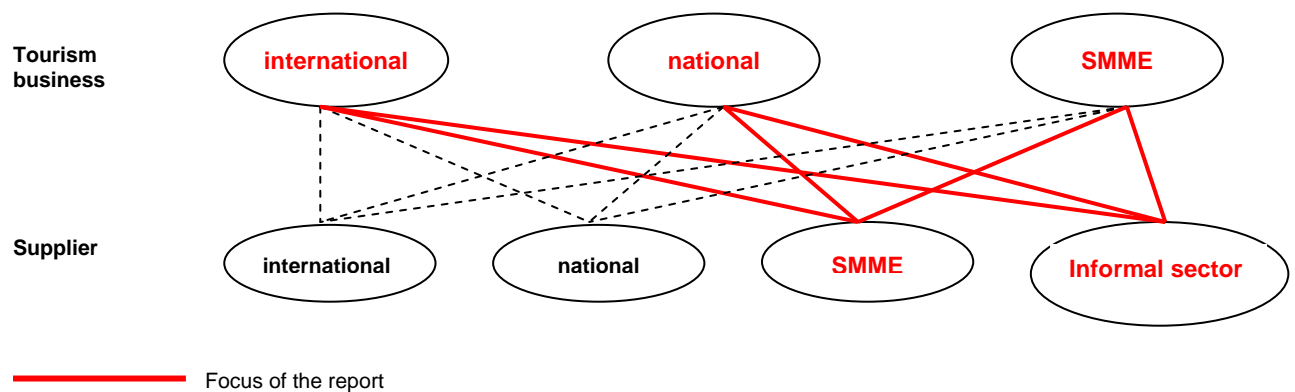 Tourism
business
international
national
SMME
Supplier
international
national
SMME
Informal sector
Focus of the report